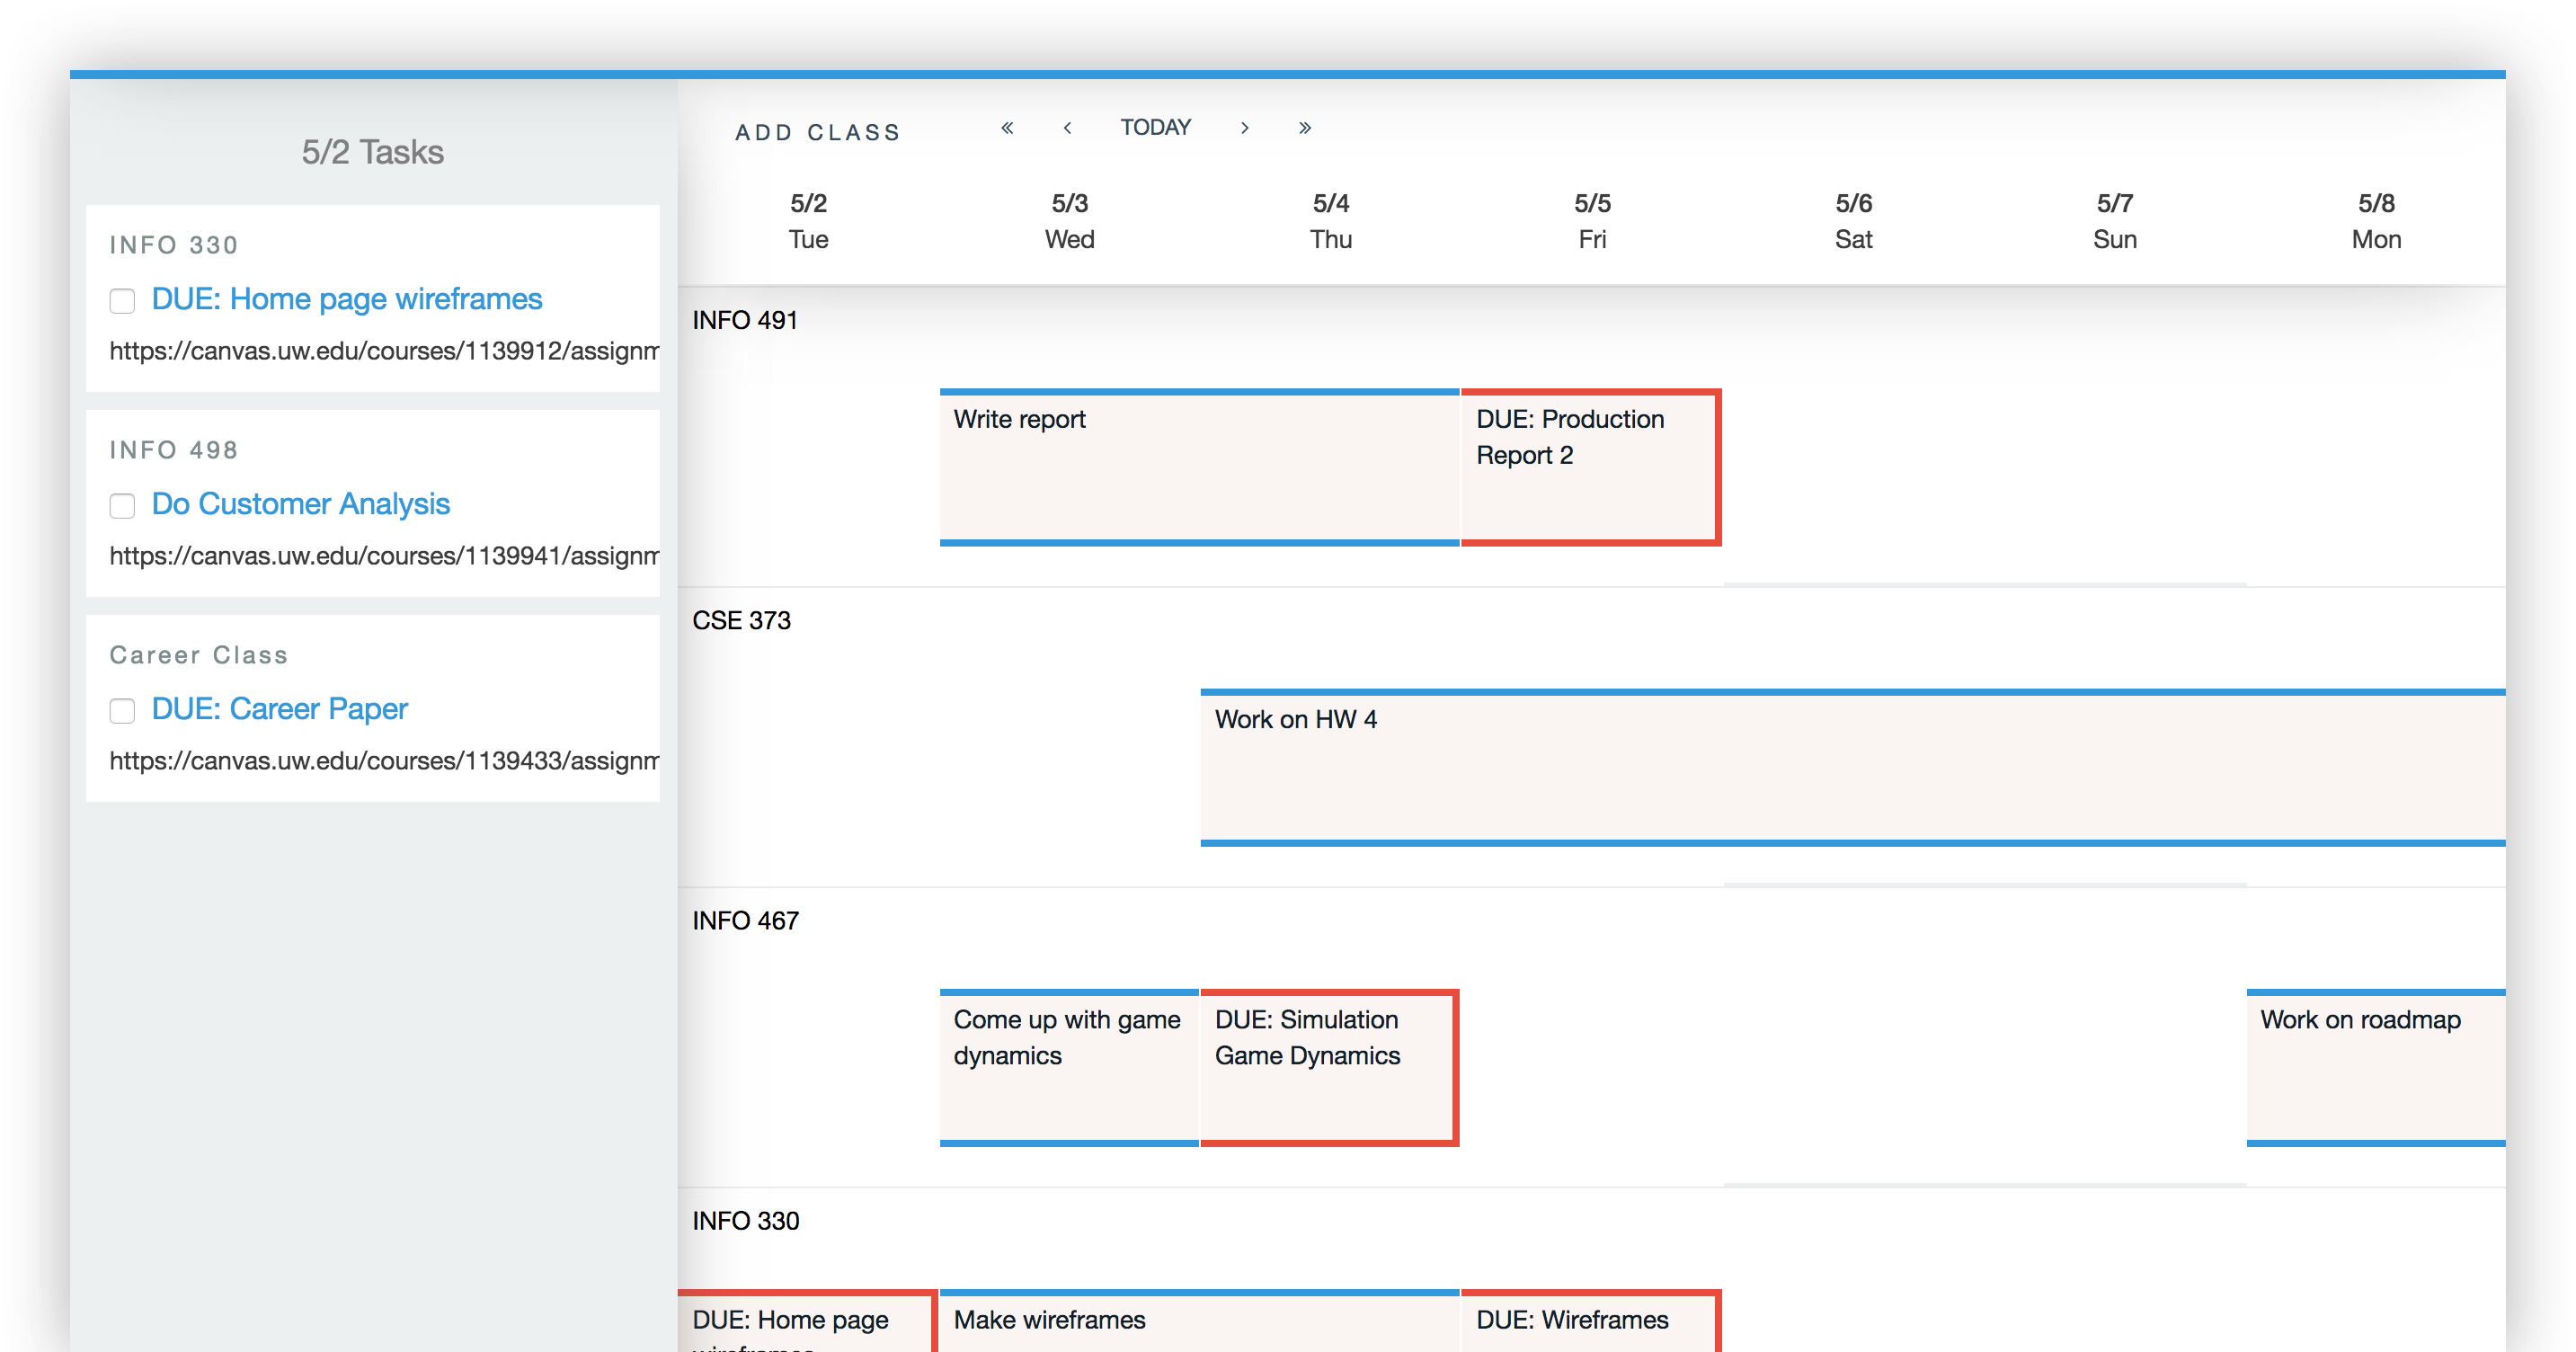 5/2 Tasks
INFO 330
DUE: Home page wireframes
https://canvas.uw.edu/courses/1139912/assignm
INFO 498
Do Customer Analysis
https://canvas.uw.edu/courses/1139941/assignm
Career Class
DUE: Career Paper
https://canvas.uw.edu/courses/1139433/assignm
ADD CLASS « ‹ TODAY › »
5/2 5/3 5/4 5/5 5/6 5/7 5/8
Tue Wed Thu Fri Sat Sun Mon
INFO 491
Write report
DUE: Production
Report 2
CSE 373
Work on HW 4
INFO 467
Come up with game
dynamics
DUE: Simulation
Game Dynamics
Work on roadmap
INFO 330
DUE: Home page
wireframes
Make wireframes
DUE: Wireframes